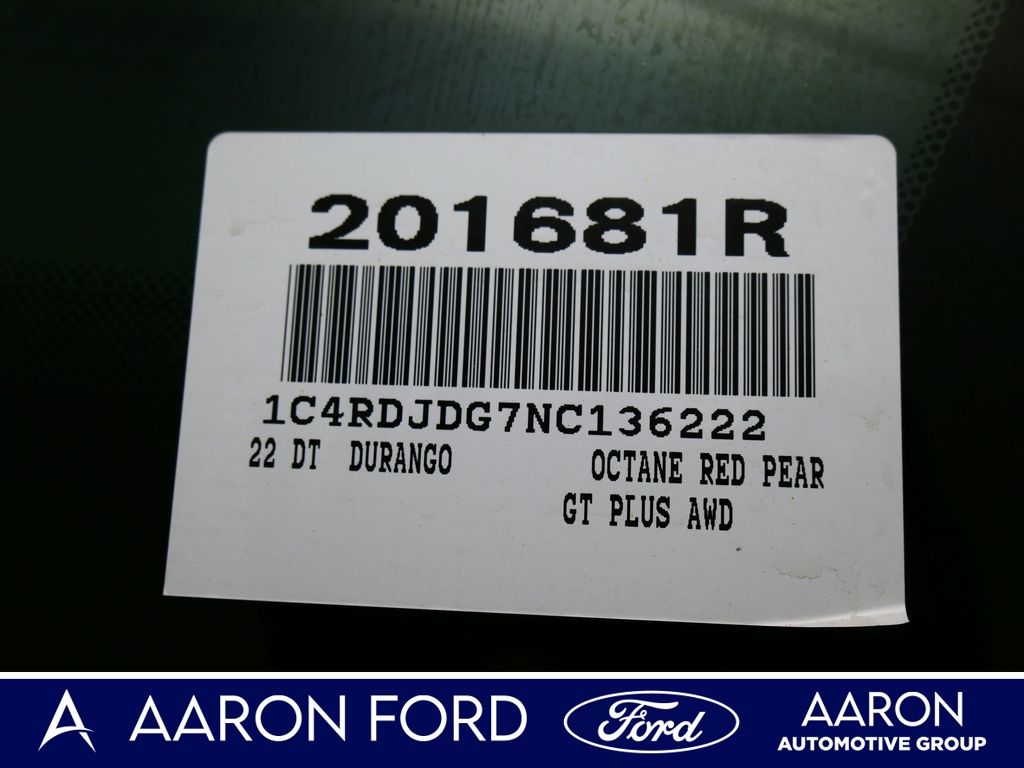 201681R
1C4RDJDG7NC136222
22 DT DURANGO OCTANE RED PEAR
GT PLUS AWD
AARON FORD Ford AARON
AUTOMOTIVE GROUP